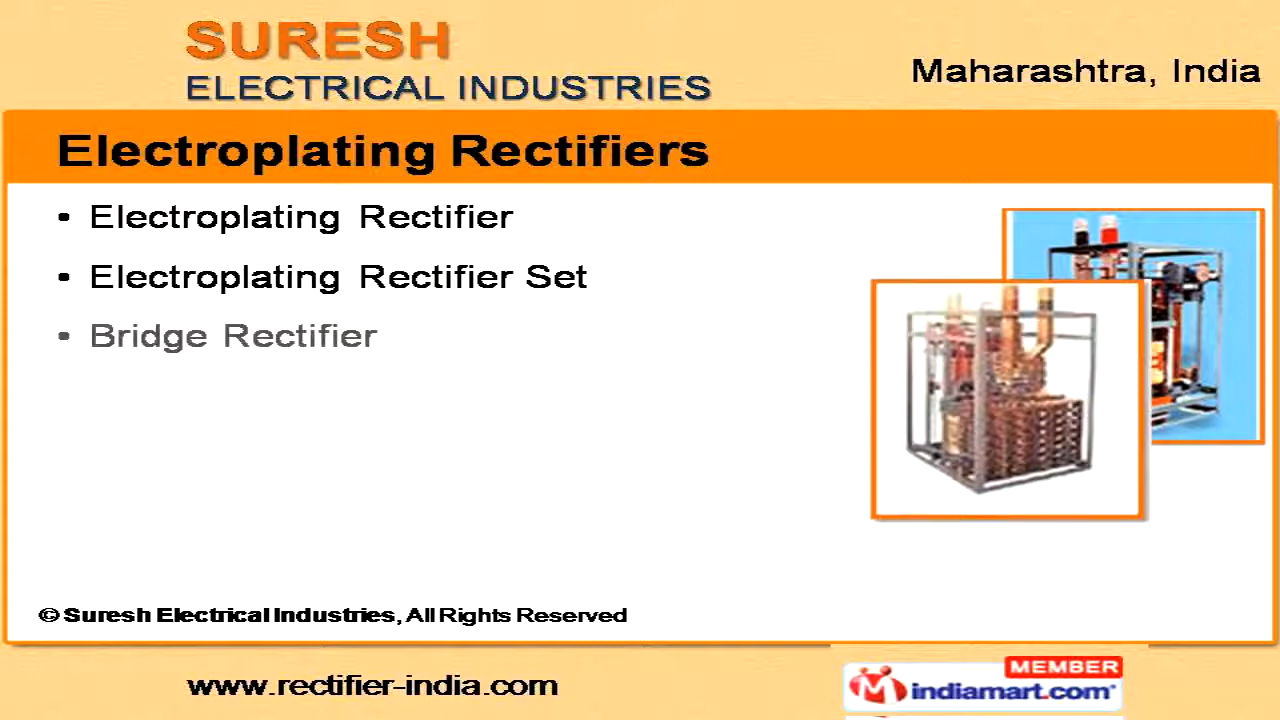 SURESH
ELECTRICAL INDUSTRIES
Maharashtra, India
Electroplating Rectifiers
• Electroplating Rectifier
• Electroplating Rectifier Set
• Bridge Rectifier
© Suresh Electrical Industries, All Rights Reserved
www.rectifier-india.com
MEMBER
indiamart.com